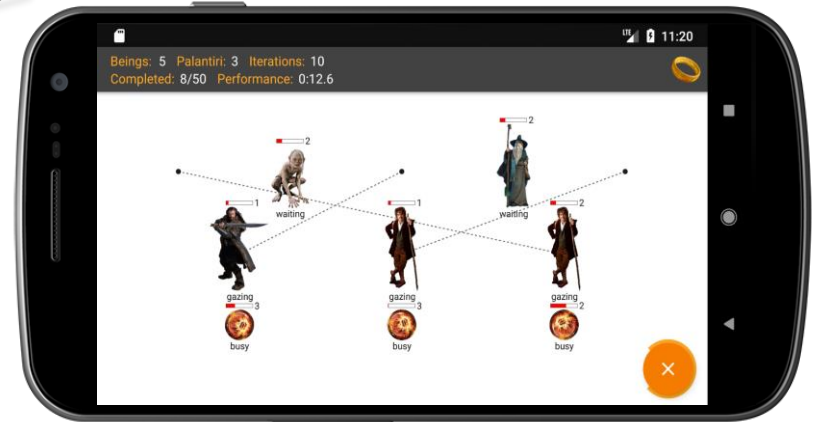 LTE 11:20
Beings: 5 Palantiri: 3 Iterations: 10
Completed: 8/50 Performance: 0:12.6
2
2
waiting
waiting
1
1
2
gazing
gazing
gazing
3
3
2
busy
busy
busy